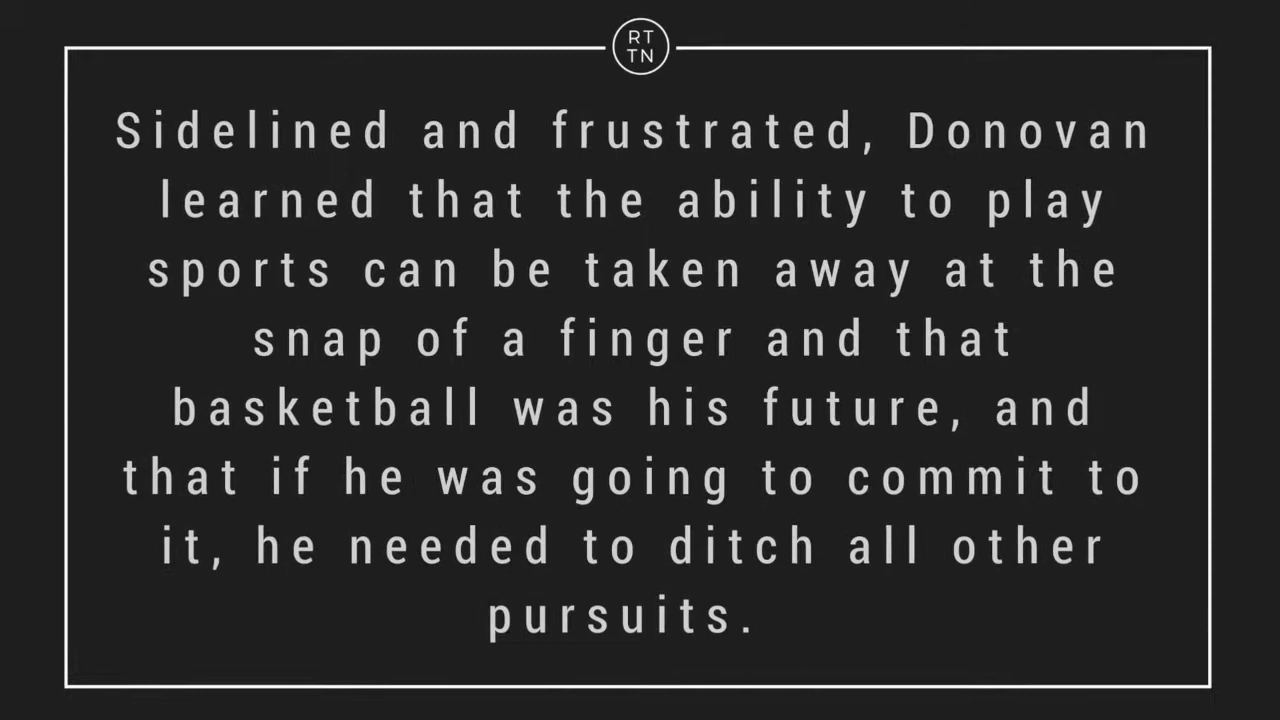 RT
TN
Sidelined and frustrated, Donovan
learned that the ability to play
sports can be taken away at the
snap of a finger and that
basketball was his future, and
that if he was going to commit to
it, he needed to ditch all other
pursuits.